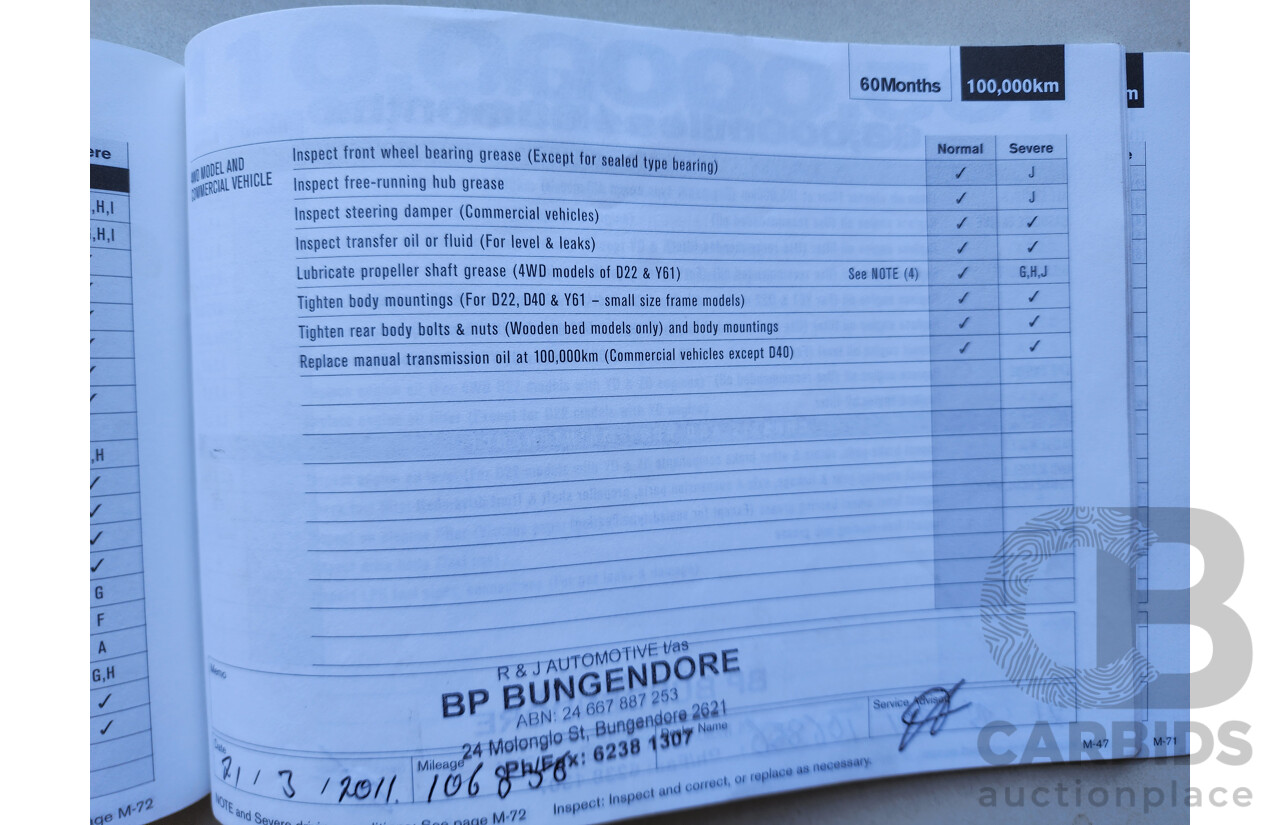 60Months
100,000km
m
ere
Normal
Severe
4WD MODEL AND
COMMERCIAL VEHICLE
Inspect front wheel bearing grease (Except for sealed type bearing) ✓ J
Inspect free-running hub grease ✓ J
Inspect steering damper (Commercial vehicles) ✓ ✓
Inspect transfer oil or fluid (For level & leaks) ✓ ✓
Lubricate propeller shaft grease (4WD models of D22 & Y61) See NOTE (4) ✓ G,H,J
Tighten body mountings (For D22, D40 & Y61 – small size frame models) ✓ ✓
Tighten rear body bolts & nuts (Wooden bed models only) and body mountings ✓ ✓
Replace manual transmission oil at 100,000km (Commercial vehicles except D40) ✓ ✓
,H,I
,H,I
,H
✓
✓
✓
✓
G
F
A
G,H
✓
✓
Memo
R & J AUTOMOTIVE t/as
BP BUNGENDORE
ABN: 24 667 887 253
24 Molonglo St, Bungendore 2621
Ph/Fax: 6238 1307
Date
21 / 3 / 2011.
Mileage
106856
Name
Service Advisor
M-47
M-71
NOTE and Severe
See page M-72
Inspect: Inspect and correct, or replace as necessary.
ge M-72
CB
CARBIDS
auctionplace